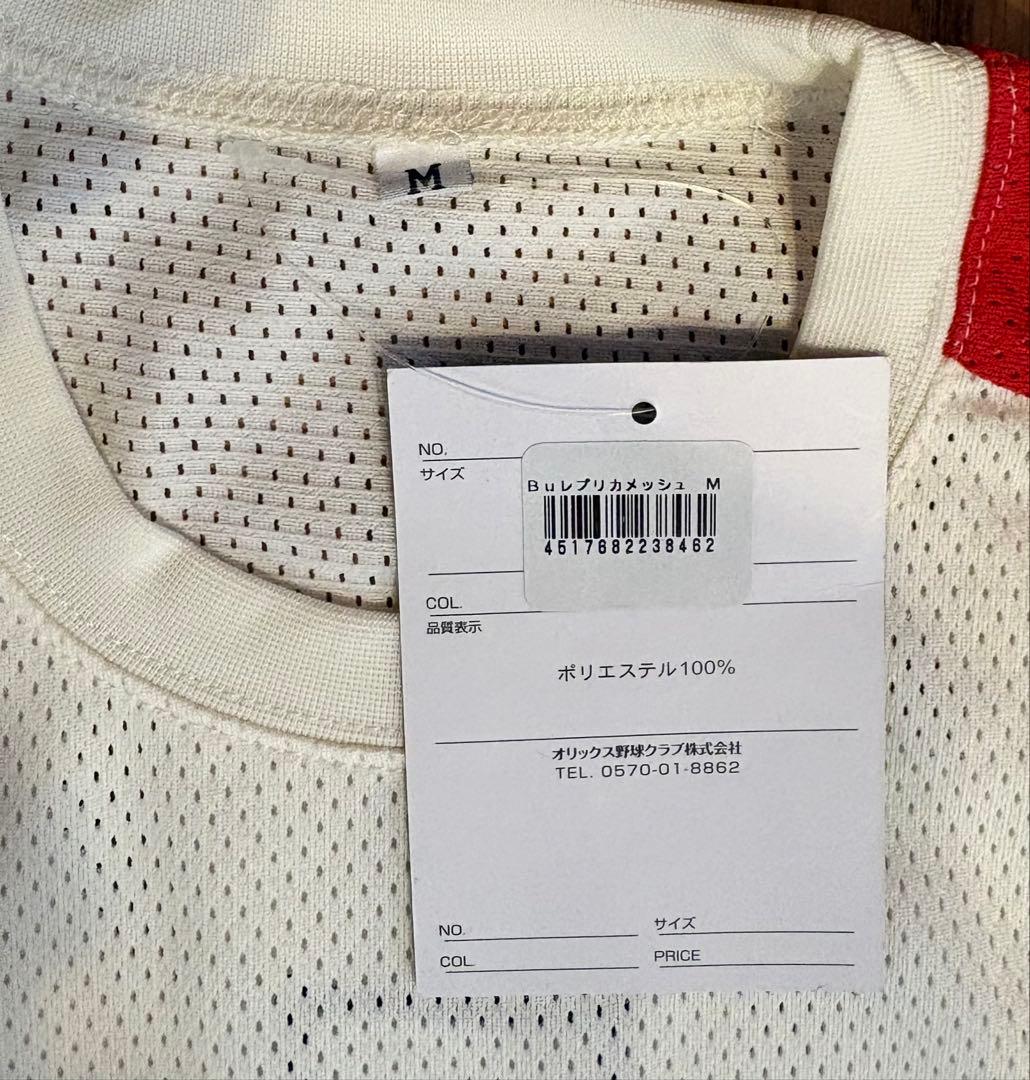 M
NO.
サイズ
Buレプリカメッシュ M
4517682238462
COL.
品質表示
ポリエステル100%
オリックス野球クラブ株式会社
TEL. 0570-01-8862
NO.
サイズ
COL.
PRICE